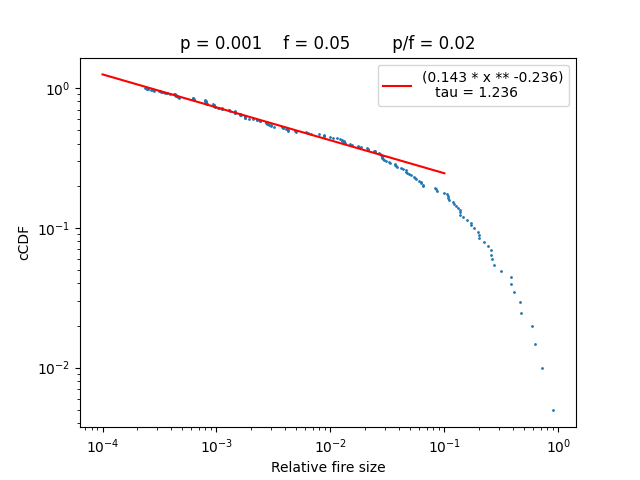 p = 0.001    f = 0.05        p/f = 0.02
(0.143 * x ** -0.236)
tau = 1.236
10^0
10^-1
10^-2
cCDF
10^-4
10^-3
10^-2
10^-1
10^0
Relative fire size